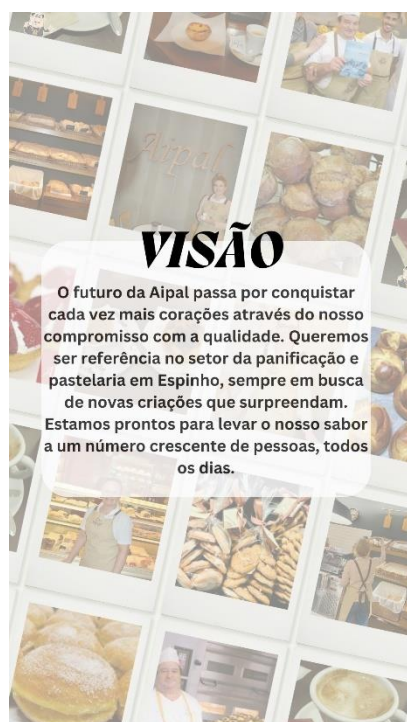 Aipal
VISÃO
O futuro da Aipal passa por conquistar
cada vez mais corações através do nosso
compromisso com a qualidade. Queremos
ser referência no setor da panificação e
pastelaria em Espinho, sempre em busca
de novas criações que surpreendam.
Estamos prontos para levar o nosso sabor
a um número crescente de pessoas, todos
os dias.